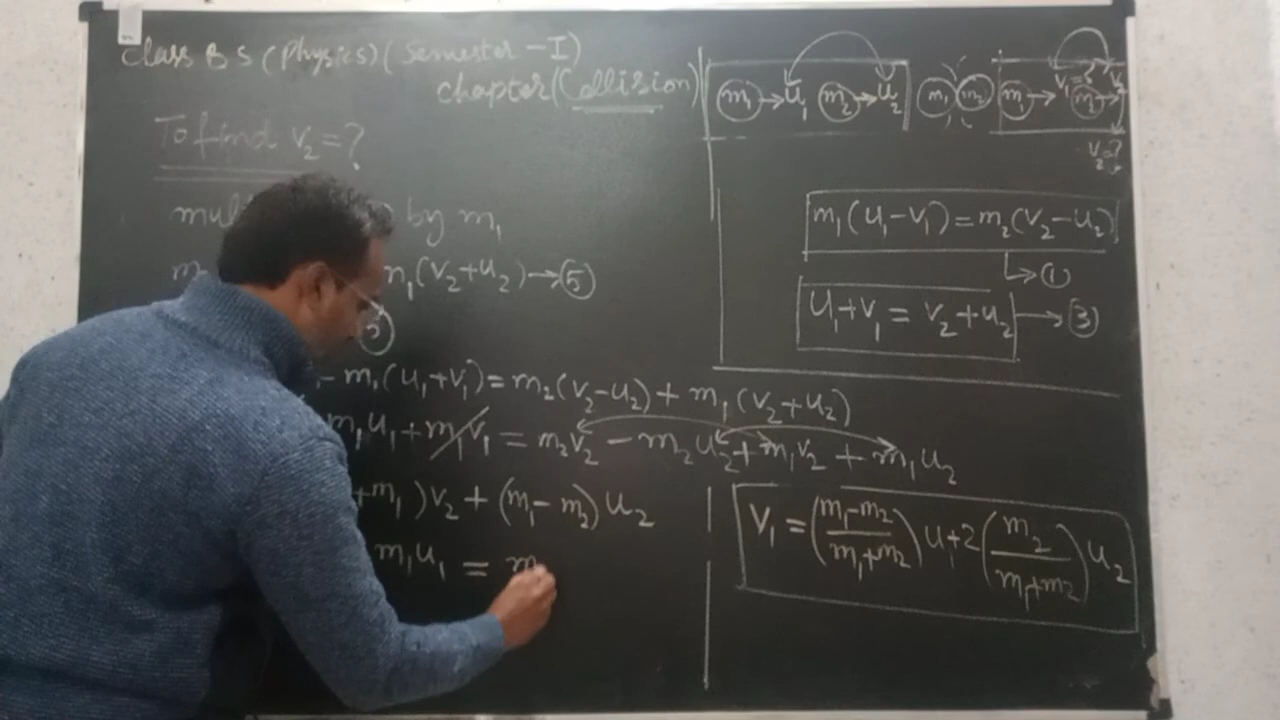 Class BS (Physics) (Semester - I)
chapter (Collision)
To find v₂ = ?
by m₁
(v₂+u₂) → ⑤
- m₁(u₁+v₁) = m₂(v₂-u₂) + m₁(v₂+u₂)
m₁u₁ + m₁v₁ = m₂v₂ - m₂u₂ + m₁v₂ + m₁u₂
+m₁)v₂ + (m₁-m₂)u₂
m₁u₁ =
m₁ → u₁ m₂ → u₂
m₁ m₂
m₁ → v₁=? m₂ → v₂
v₂=?
m₁(u₁-v₁) = m₂(v₂-u₂)
→ ①
u₁+v₁ = v₂+u₂ → ③
v₁ = (m₁-m₂/m₁+m₂)u₁+2(m₂/m₁+m₂)u₂